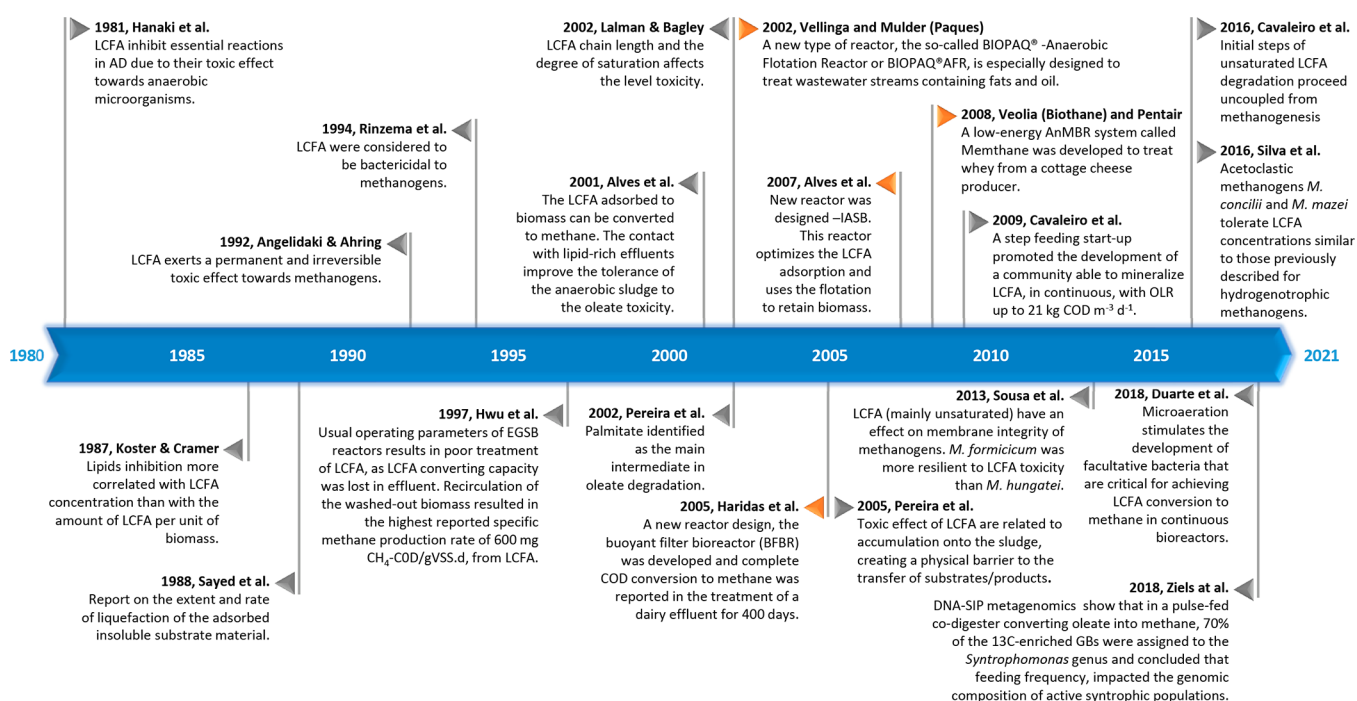 1981, Hanaki et al.
LCFA inhibit essential reactions
in AD due to their toxic effect
towards anaerobic
microorganisms.
1994, Rinzema et al.
LCFA were considered to
be bactericidal to
methanogens.
1992, Angelidaki & Ahring
LCFA exerts a permanent and irreversible
toxic effect towards methanogens.
2002, Lalman & Bagley
LCFA chain length and the
degree of saturation affects
the level toxicity.
2001, Alves et al.
The LCFA adsorbed to
biomass can be converted
to methane. The contact
with lipid-rich effluents
improve the tolerance of
the anaerobic sludge to
the oleate toxicity.
2002, Vellinga and Mulder (Paques)
A new type of reactor, the so-called BIOPAQ® -Anaerobic
Flotation Reactor or BIOPAQ®AFR, is especially designed to
treat wastewater streams containing fats and oil.
2007, Alves et al.
New reactor was
designed –IASB.
This reactor
optimizes the LCFA
adsorption and
uses the flotation
to retain biomass.
2008, Veolia (Biothane) and Pentair
A low-energy AnMBR system called
Memthane was developed to treat
whey from a cottage cheese
producer.
2009, Cavaleiro et al.
A step feeding start-up
promoted the development of
a community able to mineralize
LCFA, in continuous, with OLR
up to 21 kg COD m⁻³ d⁻¹.
2016, Cavaleiro et al.
Initial steps of
unsaturated LCFA
degradation proceed
uncoupled from
methanogenesis
2016, Silva et al.
Acetoclastic
methanogens M.
concilii and M. mazei
tolerate LCFA
concentrations similar
to those previously
described for
hydrogenotrophic
methanogens.
1980 1985 1990 1995 2000 2005 2010 2015 2021
1987, Koster & Cramer
Lipids inhibition more
correlated with LCFA
concentration than with the
amount of LCFA per unit of
biomass.
1988, Sayed et al.
Report on the extent and rate
of liquefaction of the adsorbed
insoluble substrate material.
1997, Hwu et al.
Usual operating parameters of EGSB
reactors results in poor treatment
of LCFA, as LCFA converting capacity
was lost in effluent. Recirculation of
the washed-out biomass resulted in
the highest reported specific
methane production rate of 600 mg
CH₄-C0D/gVSS.d, from LCFA.
2002, Pereira et al.
Palmitate identified
as the main
intermediate in
oleate degradation.
2005, Haridas et al.
A new reactor design, the
buoyant filter bioreactor (BFBR)
was developed and complete
COD conversion to methane was
reported in the treatment of a
dairy effluent for 400 days.
2005, Pereira et al.
Toxic effect of LCFA are related to
accumulation onto the sludge,
creating a physical barrier to the
transfer of substrates/products.
2013, Sousa et al.
LCFA (mainly unsaturated) have an
effect on membrane integrity of
methanogens. M. formicicum was
more resilient to LCFA toxicity
than M. hungatei.
2018, Duarte et al.
Microaeration
stimulates the
development of
facultative bacteria that
are critical for achieving
LCFA conversion to
methane in continuous
bioreactors.
2018, Ziels at al.
DNA-SIP metagenomics show that in a pulse-fed
co-digester converting oleate into methane, 70%
of the 13C-enriched GBs were assigned to the
Syntrophomonas genus and concluded that
feeding frequency, impacted the genomic
composition of active syntrophic populations.